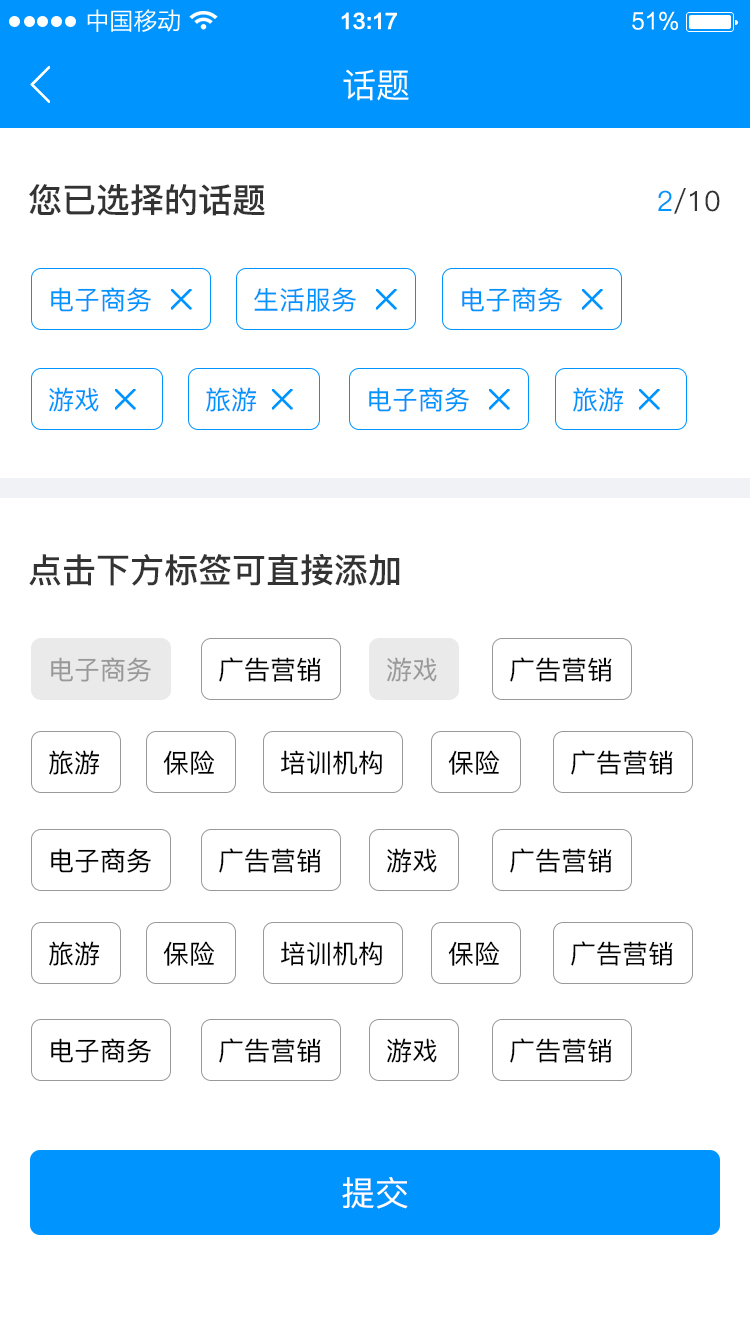 中国移动 13:17 51%
话题
您已选择的话题 2/10
电子商务 生活服务 电子商务
游戏 旅游 电子商务 旅游
点击下方标签可直接添加
电子商务 广告营销 游戏 广告营销
旅游 保险 培训机构 保险 广告营销
电子商务 广告营销 游戏 广告营销
旅游 保险 培训机构 保险 广告营销
电子商务 广告营销 游戏 广告营销
提交